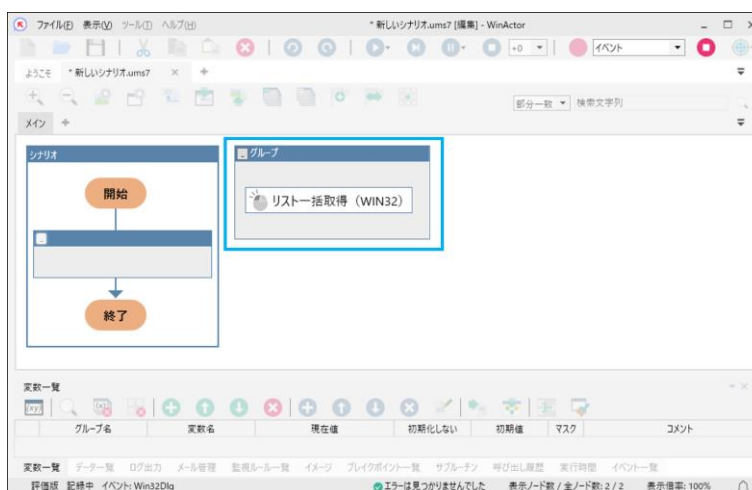 ファイル(F) 表示(V) ツール(T) ヘルプ(H) * 新しいシナリオ.ums7 [編集] - WinActor
+0 イベント
ようこそ * 新しいシナリオ.ums7 × +
部分一致 検索文字列
メイン +
シナリオ
グループ
開始
リスト一括取得（WIN32）
終了
変数一覧
(xy)
グループ名 変数名 現在値 初期化しない 初期値 マスク コメント
変数一覧 データ一覧 ログ出力 メール管理 監視ルール一覧 イメージ ブレイクポイント一覧 サブルーチン 呼び出し履歴 実行時間 イベント一覧
評価版 記録中 イベント: Win32Dlg エラーは見つかりませんでした 表示ノード数 / 全ノード数: 2 / 2 表示倍率: 100%